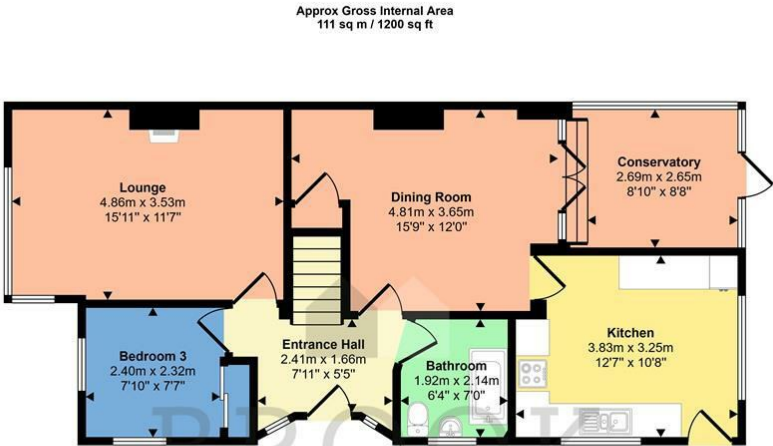 Approx Gross Internal Area
111 sq m / 1200 sq ft
Lounge
4.86m x 3.53m
15'11" x 11'7"
Dining Room
4.81m x 3.65m
15'9" x 12'0"
Conservatory
2.69m x 2.65m
8'10" x 8'8"
Bedroom 3
2.40m x 2.32m
7'10" x 7'7"
Entrance Hall
2.41m x 1.66m
7'11" x 5'5"
Bathroom
1.92m x 2.14m
6'4" x 7'0"
Kitchen
3.83m x 3.25m
12'7" x 10'8"